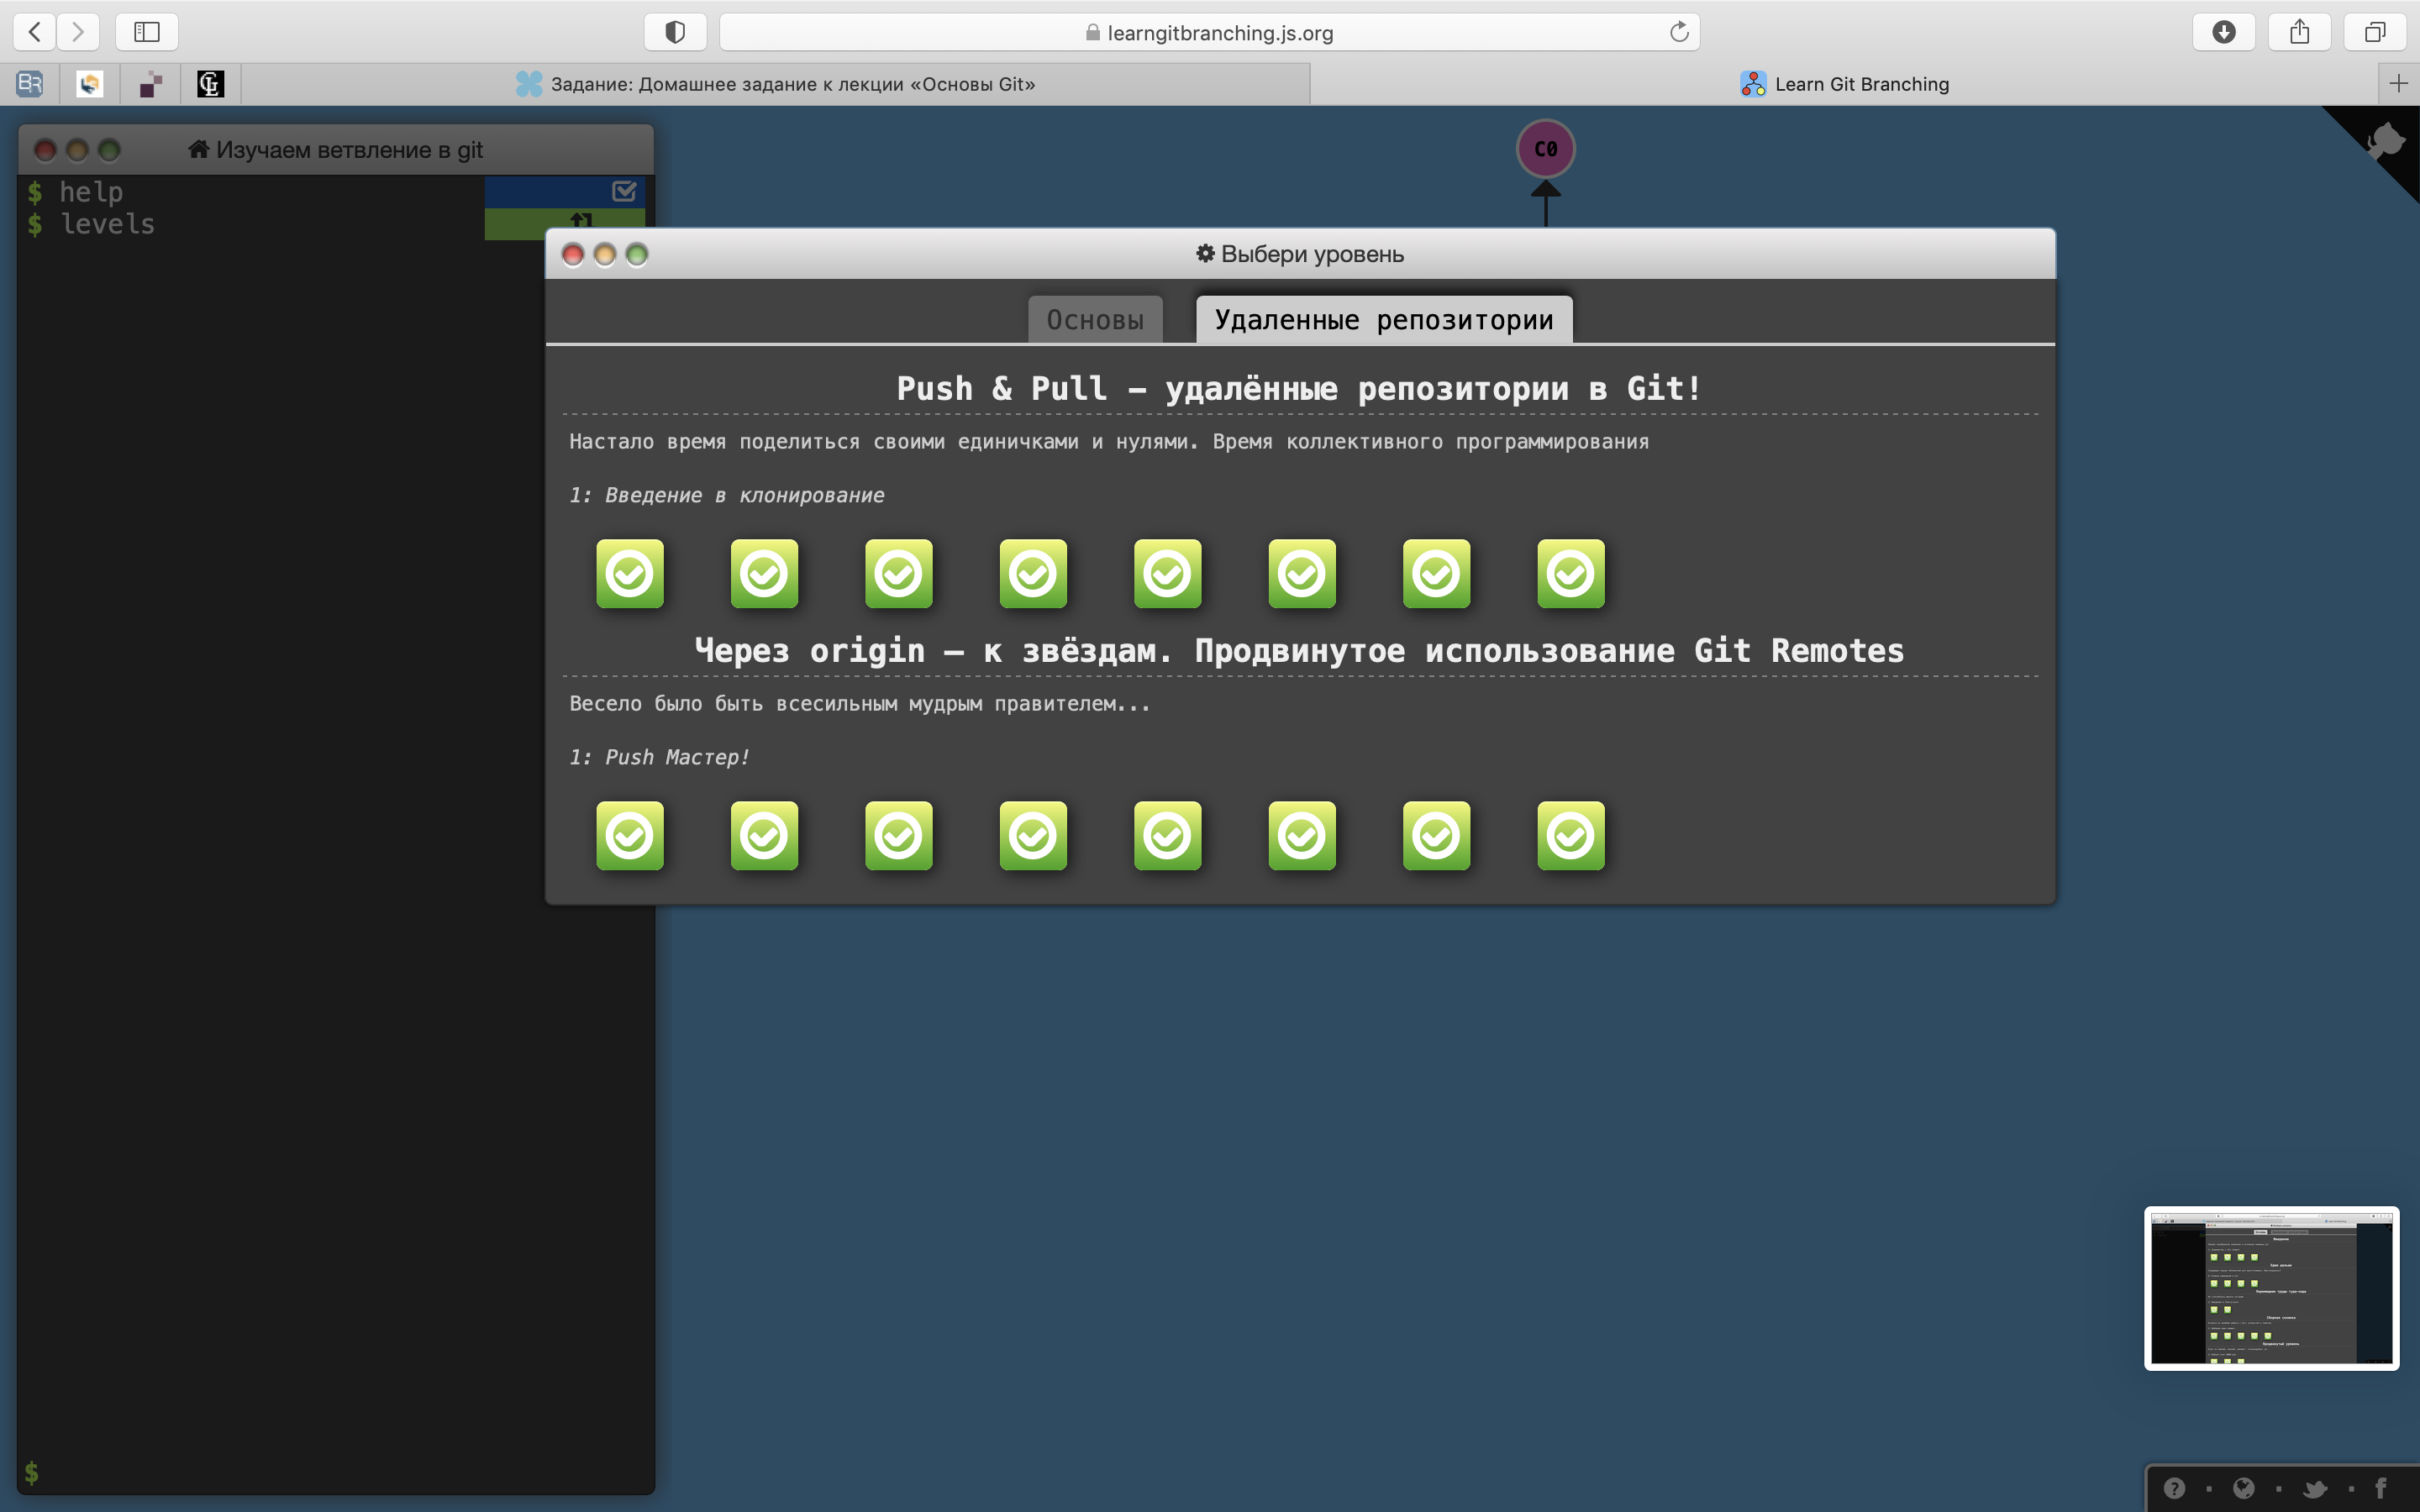 learngitbranching.js.org
Задание: Домашнее задание к лекции «Основы Git»
Learn Git Branching
Изучаем ветвление в git
$ help
$ levels
C0
Выбери уровень
Основы
Удаленные репозитории
Push & Pull – удалённые репозитории в Git!
Настало время поделиться своими единичками и нулями. Время коллективного программирования
1: Введение в клонирование
Через origin – к звёздам. Продвинутое использование Git Remotes
Весело было быть всесильным мудрым правителем...
1: Push Мастер!
$